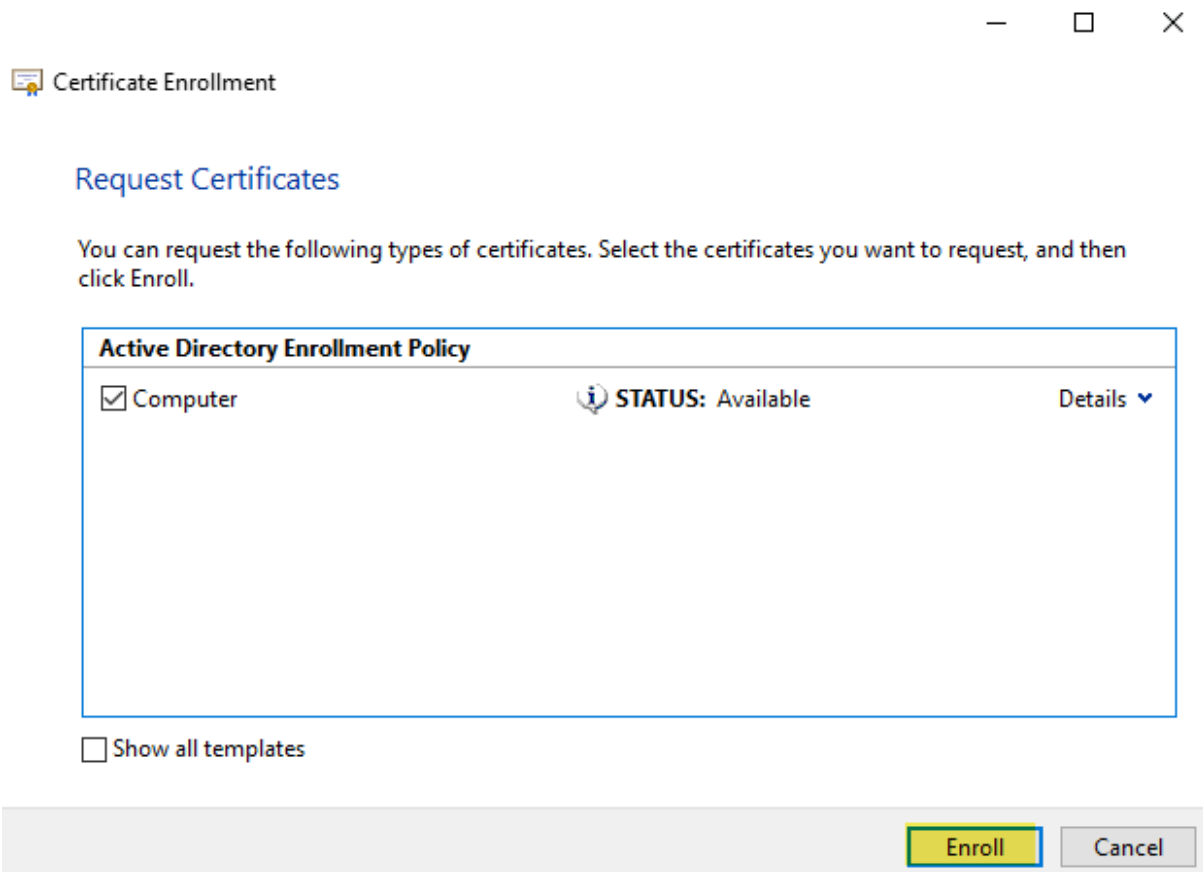 Certificate Enrollment
Request Certificates
You can request the following types of certificates. Select the certificates you want to request, and then
click Enroll.
Active Directory Enrollment Policy
Computer STATUS: Available Details
Show all templates
Enroll Cancel